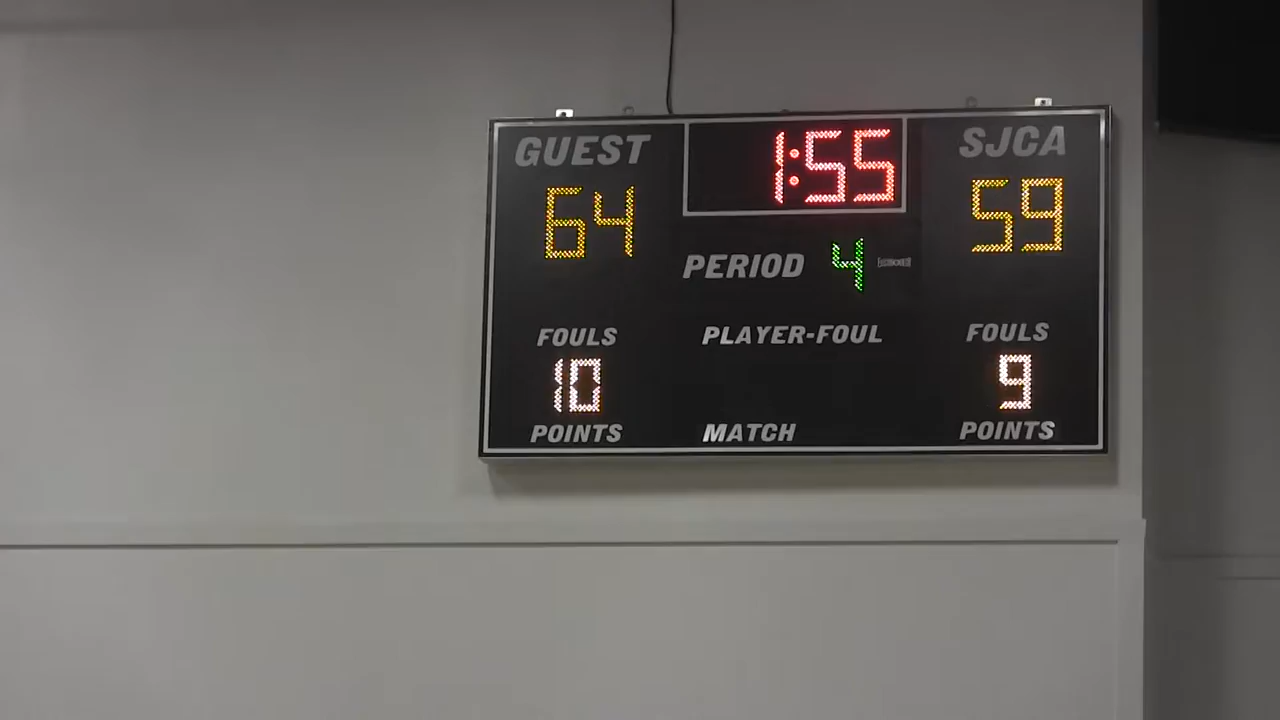 GUEST 1:55 SJCA
64 59
PERIOD 4
FOULS PLAYER-FOUL FOULS
10 9
POINTS MATCH POINTS